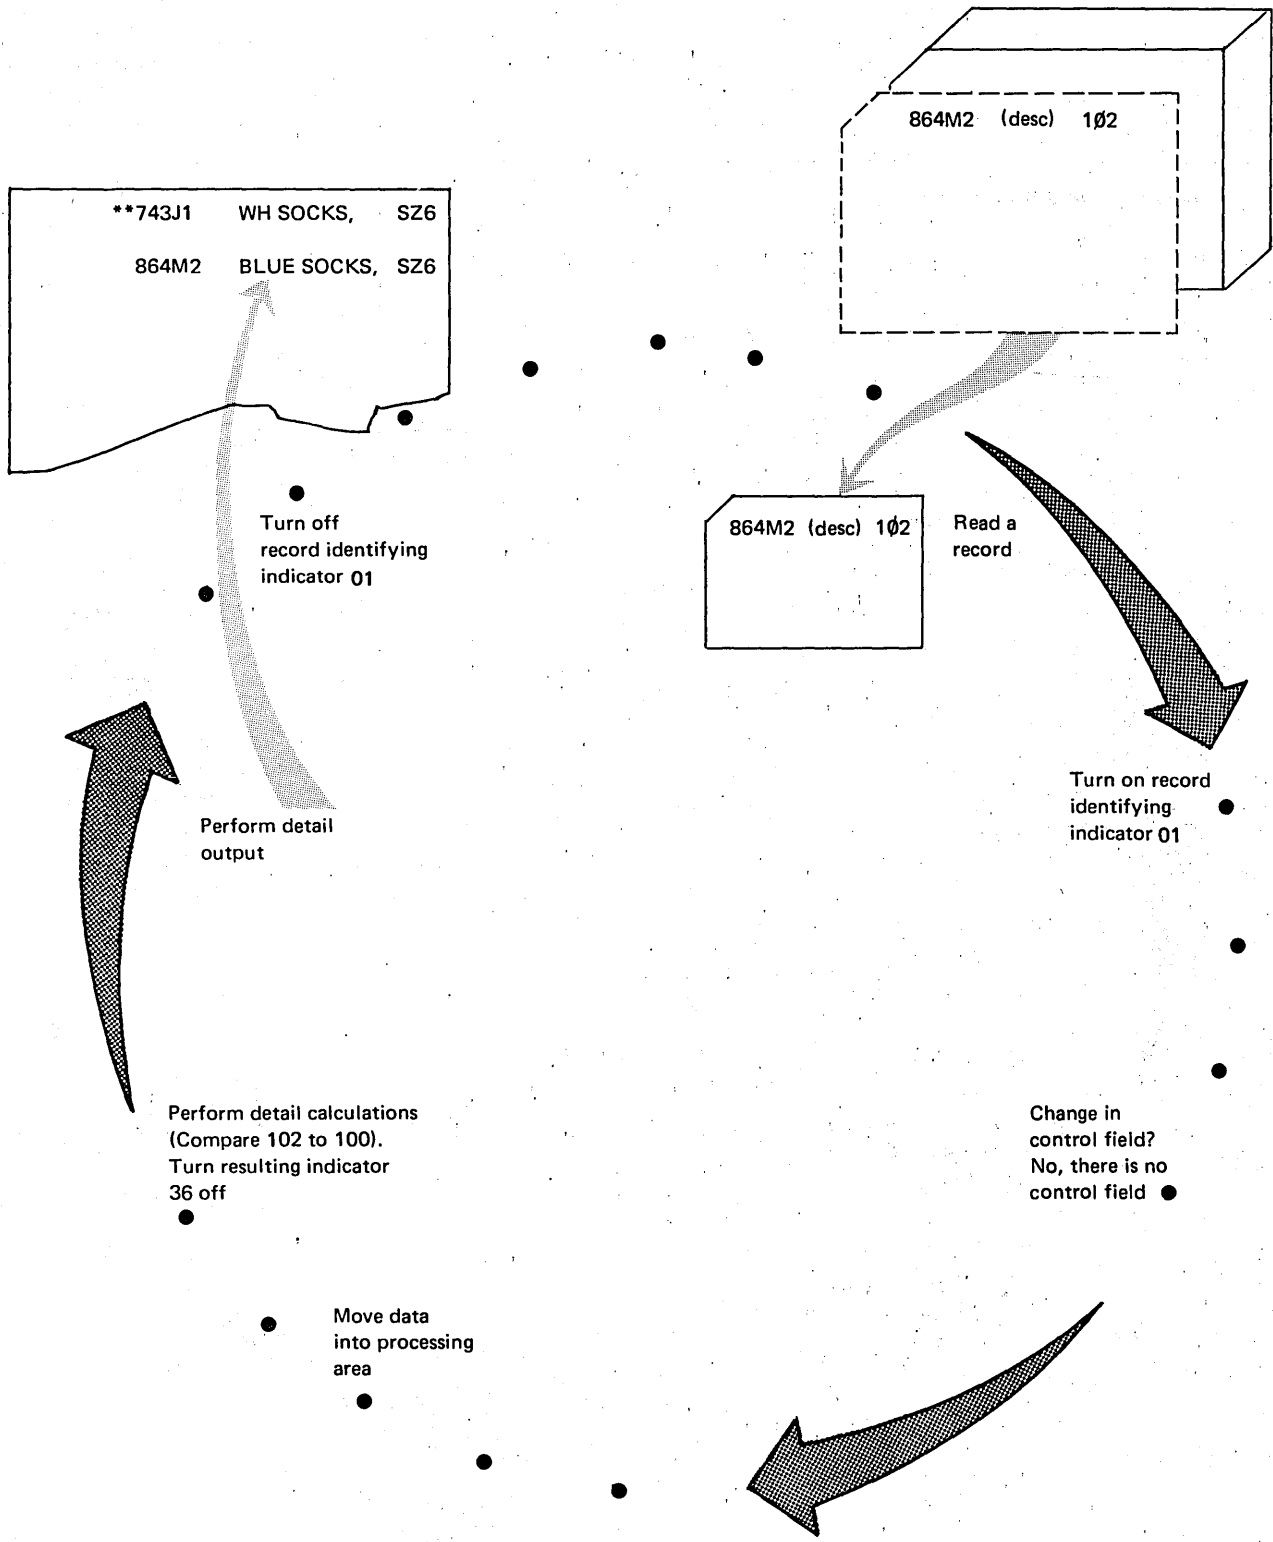 864M2 (desc) 1Ø2
**743J1 WH SOCKS, SZ6
864M2 BLUE SOCKS, SZ6
864M2 (desc) 1Ø2
Read a
record
Turn off
record identifying
indicator 01
Turn on record
identifying
indicator 01
Perform detail
output
Change in
control field?
No, there is no
control field
Perform detail calculations
(Compare 102 to 100).
Turn resulting indicator
36 off
Move data
into processing
area